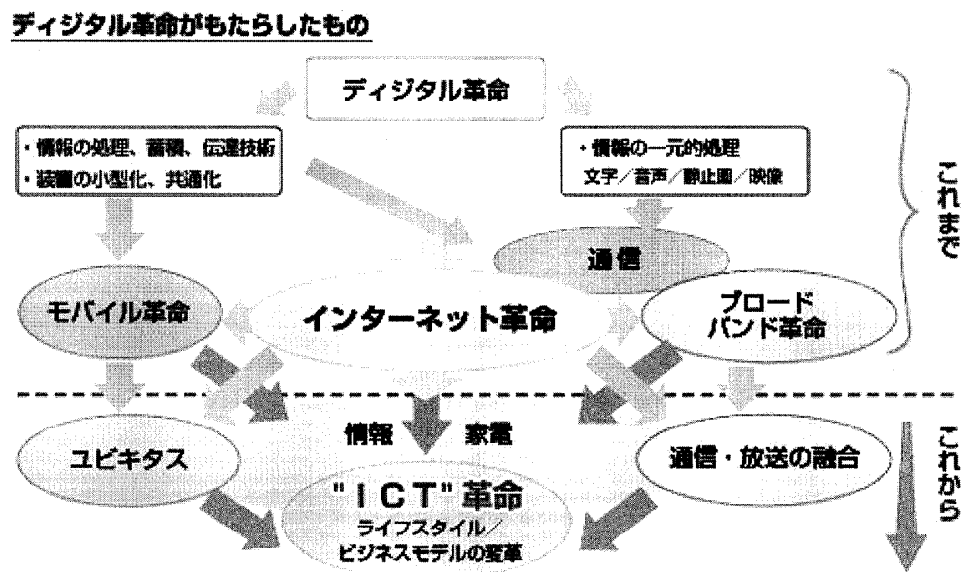 ディジタル革命がもたらしたもの
ディジタル革命
・情報の処理、蓄積、伝達技術
・装置の小型化、共通化
・情報の一元的処理
文字／音声／静止画／映像
これまで
通信
モバイル革命
インターネット革命
ブロード
バンド革命
情報
家電
ユビキタス
通信・放送の融合
"ＩＣＴ"革命
ライフスタイル／
ビジネスモデルの変革
これから